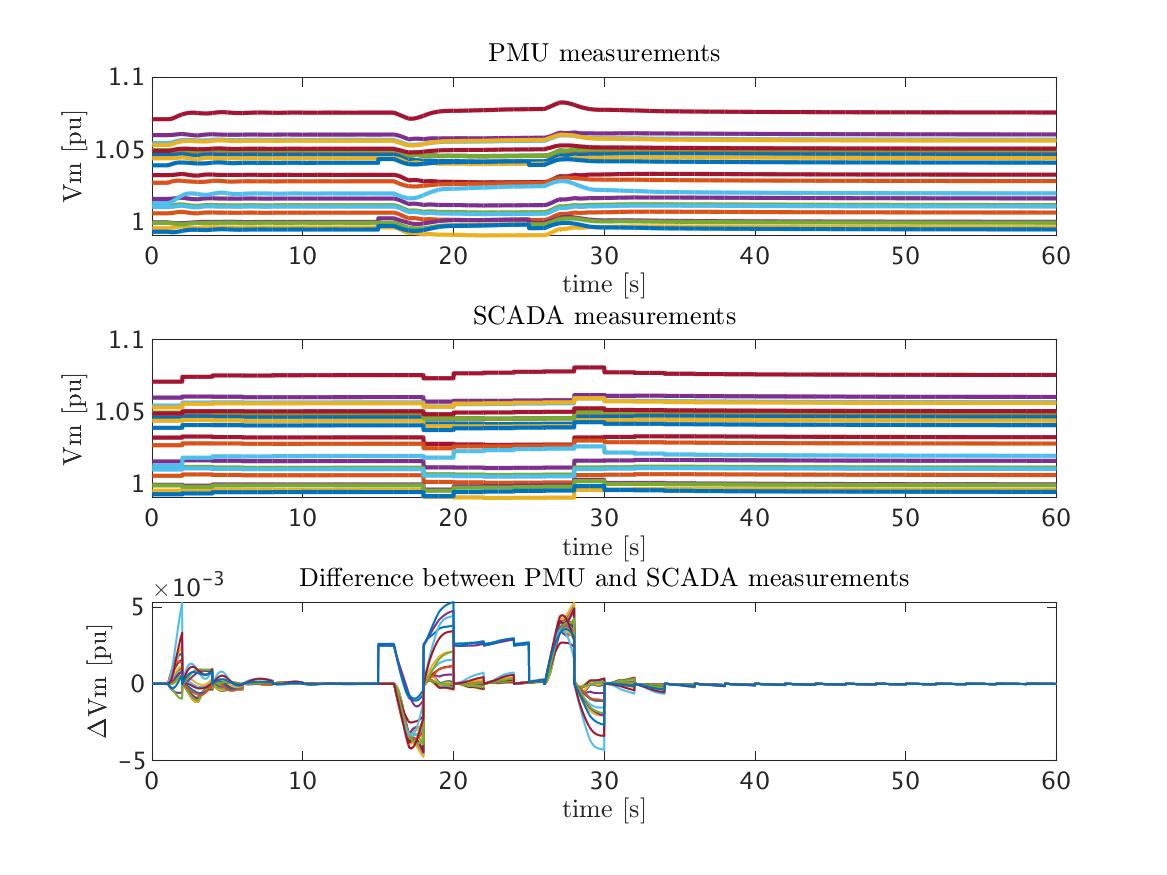 PMU measurements
1.1
1.05
1
Vm [pu]
0 10 20 30 40 50 60
time [s]
SCADA measurements
1.1
1.05
1
Vm [pu]
0 10 20 30 40 50 60
time [s]
Difference between PMU and SCADA measurements
×10⁻³
5
0
-5
ΔVm [pu]
0 10 20 30 40 50 60
time [s]